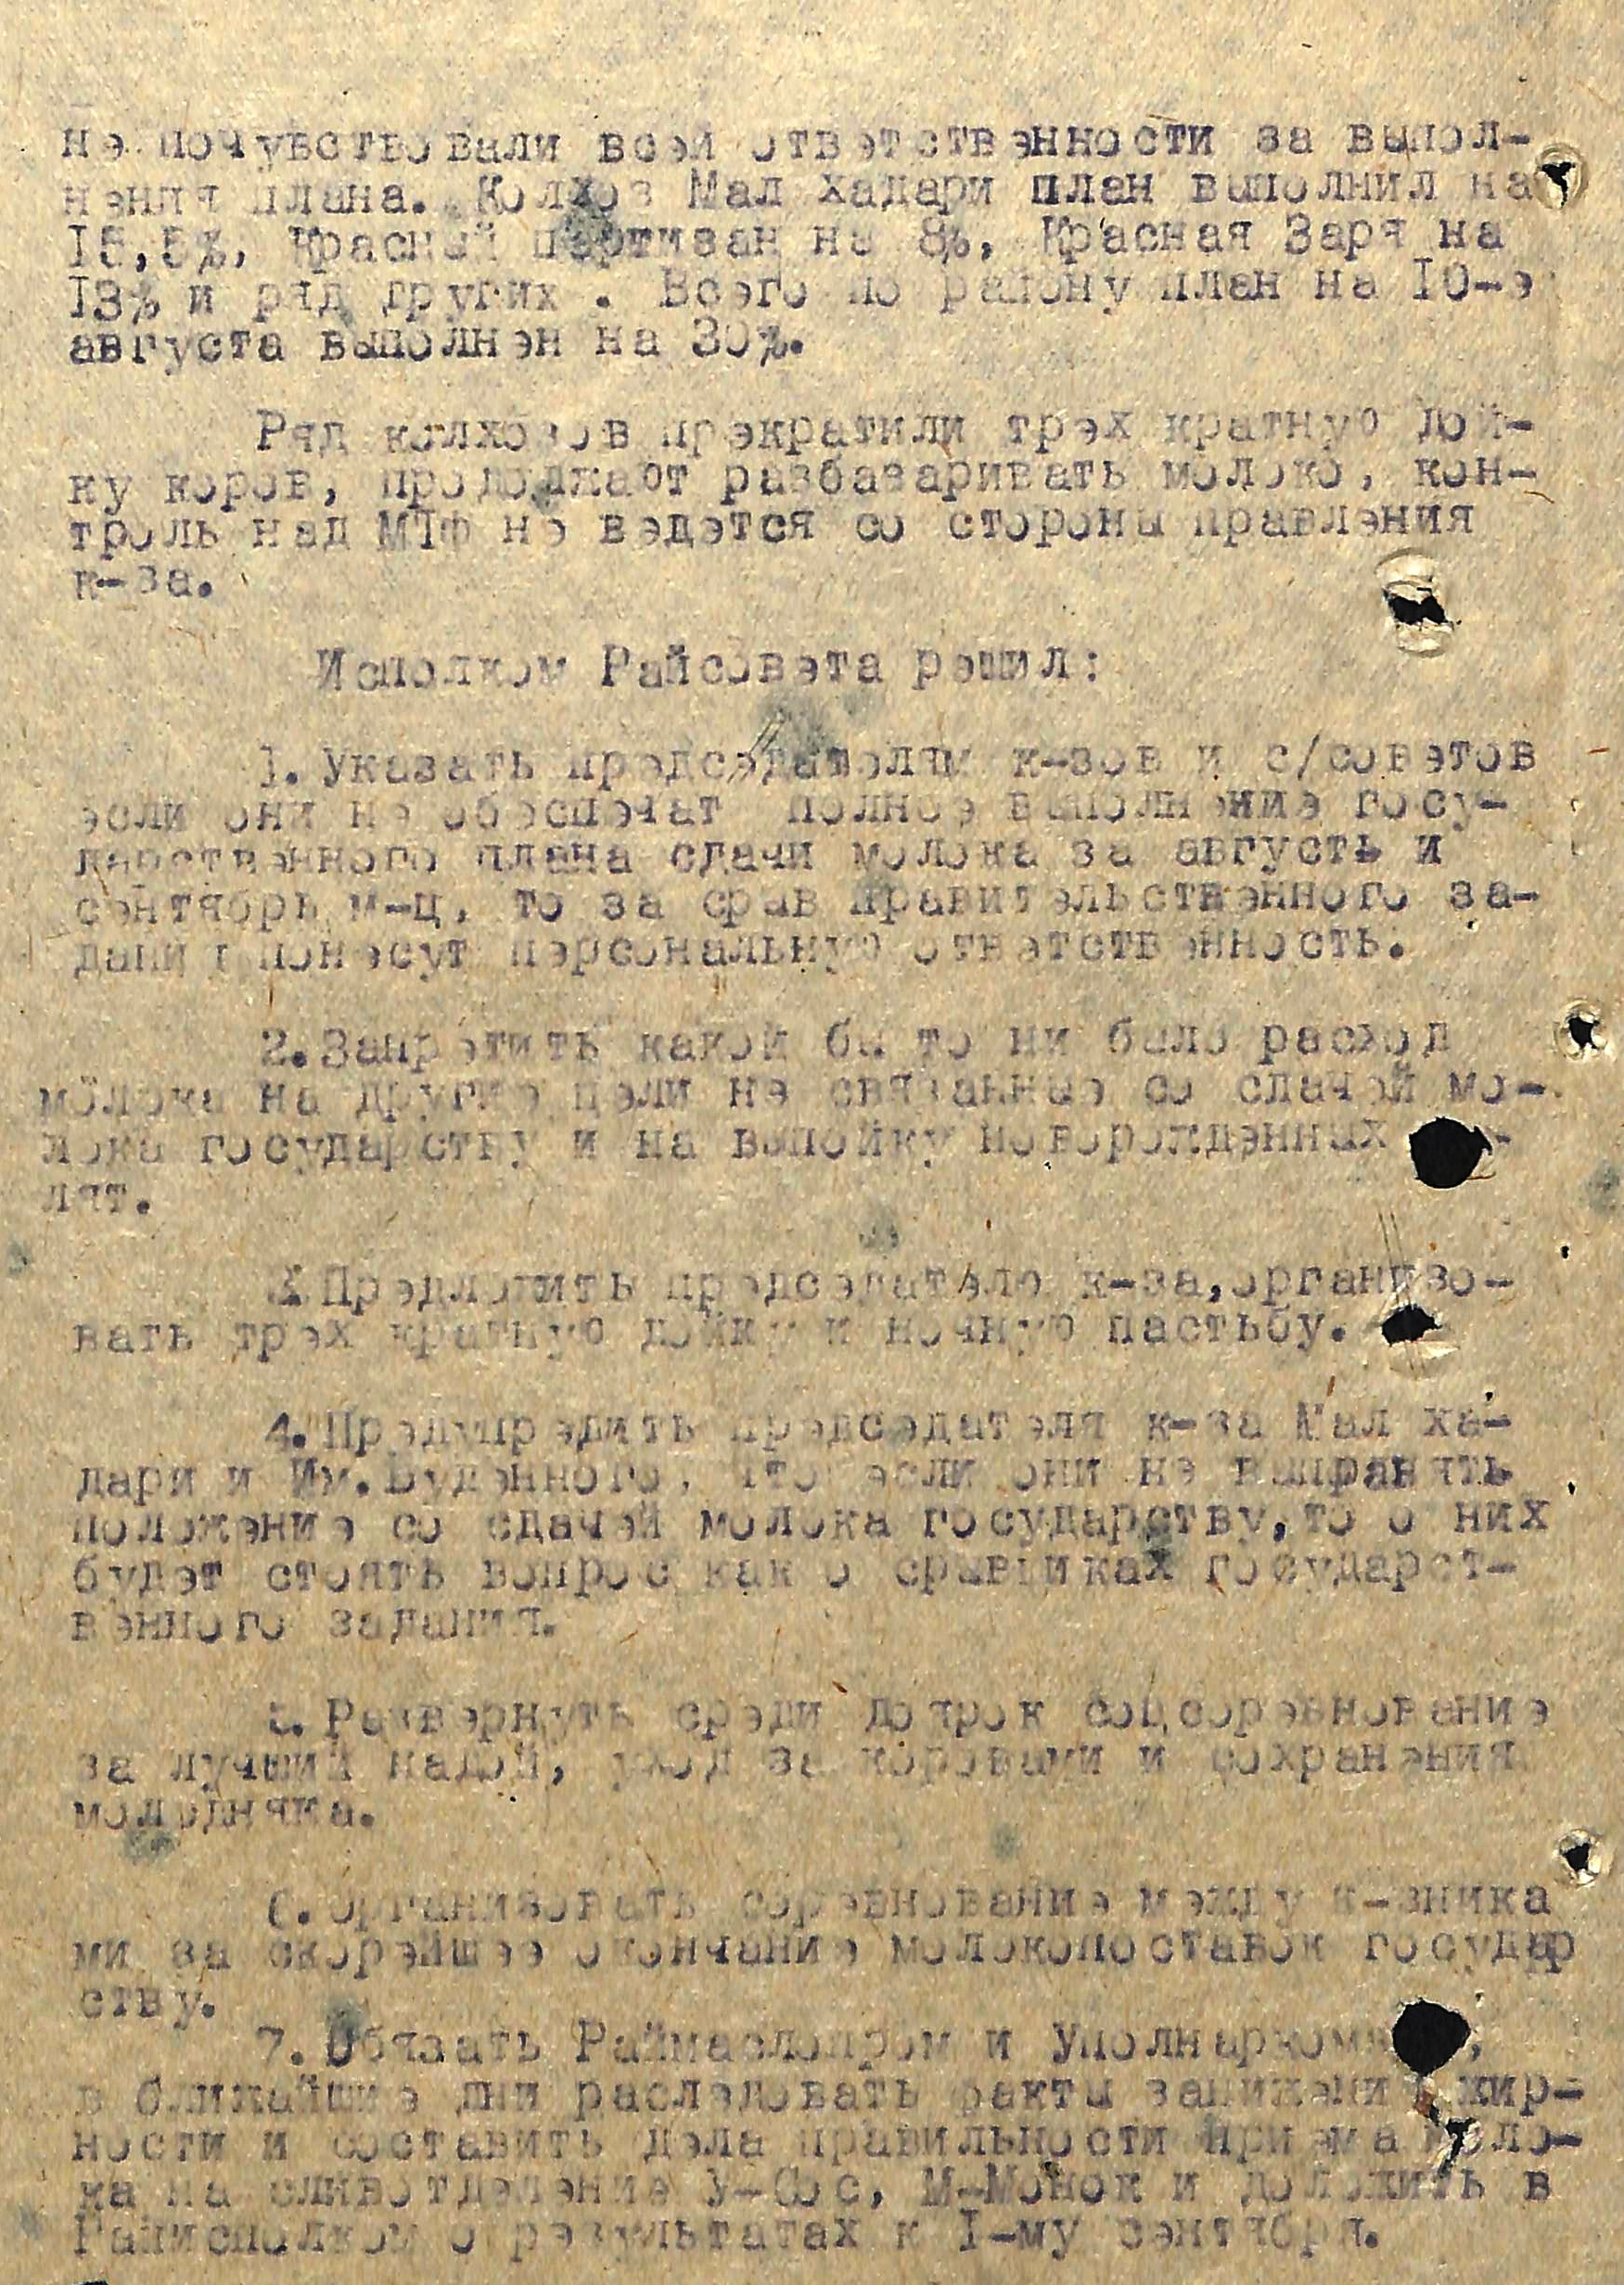 не почувствовали всей ответственности за выпол-
нения плана. Колхоз Мал хадари план выполнил на
15,5%, Красный партизан на 8%, Красная Заря на
13% и ряд других . Всего по району план на 10-е
августа выполнен на 30%.
Ряд колхозов прекратили трех кратную дой-
ку коров, продолжают разбазаривать молоко, кон-
троль над МТФ не ведется со стороны правления
к-за.
Исполком Райсовета решил:
1. Указать председателям к-зов и с/советов
если они не обеспечат полное выполнение госу-
дарственного плана сдачи молока за августь и
сентябрь м-ц, то за срыв правительственного за-
дания понесут персональную ответственность.
2. Запретить какой бы то ни было расход
молока на другие цели не связанные со сдачей мо-
лока государству и на выпойку новорожденных
лят.
3. Предложить председателю к-за, организо-
вать трех кратную дойку и ночную пастьбу.
4. Предупредить председателя к-за Мал ха-
дари и Им. Буденного, что если они не выправять
положение со сдачей молока государству, то о них
будет стоять вопрос как о срывщиках государст-
венного задания.
5. Развернуть среди доярок соцсоревнование
за лучший надой, уход за коровами и сохранения
молодняка.
6. Организовать соревнование между к-зника
ми за скорейшее окончание молокопоставок государ
ству.
7. Обязать Раймаслопром и Уполнаркома
в ближайшие дни раследовать факты занижения жир-
ности и составить дела правильности приема моло-
ка на сливотделение У-Сос, М-Монок и доложить в
Райисполком о результатах к 1-му сентября.